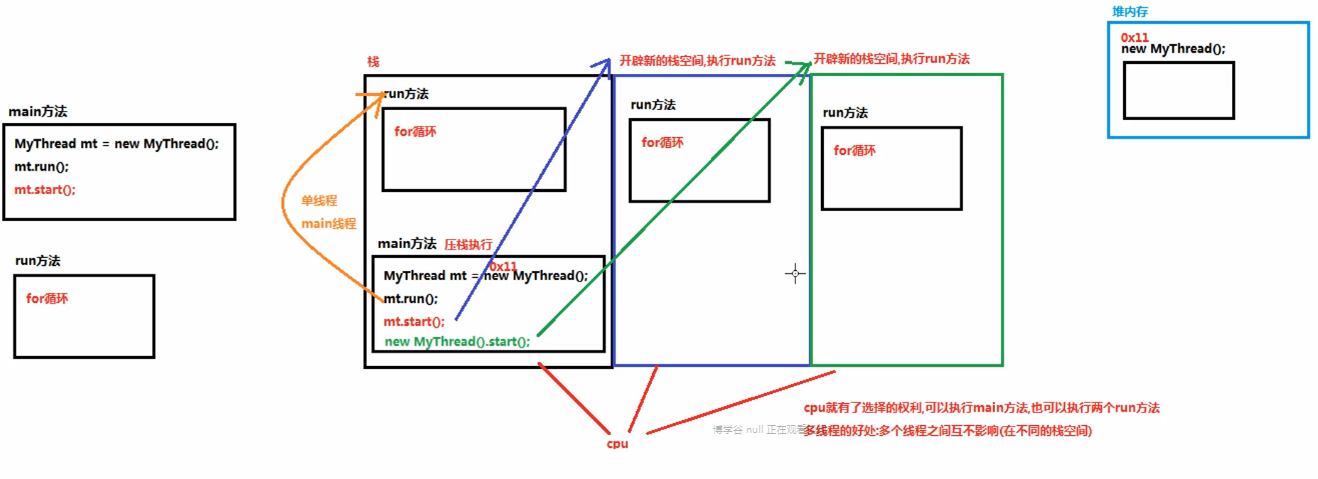 main方法
MyThread mt = new MyThread();
mt.run();
mt.start();
run方法
for循环
单线程
main线程
栈
run方法
for循环
main方法 压栈执行
0x11
MyThread mt = new MyThread();
mt.run();
mt.start();
new MyThread().start();
开辟新的栈空间,执行run方法
run方法
for循环
开辟新的栈空间,执行run方法
run方法
for循环
堆内存
0x11
new MyThread();
cpu
cpu就有了选择的权利,可以执行main方法,也可以执行两个run方法
博学谷 null 正在观看
多线程的好处:多个线程之间互不影响(在不同的栈空间)